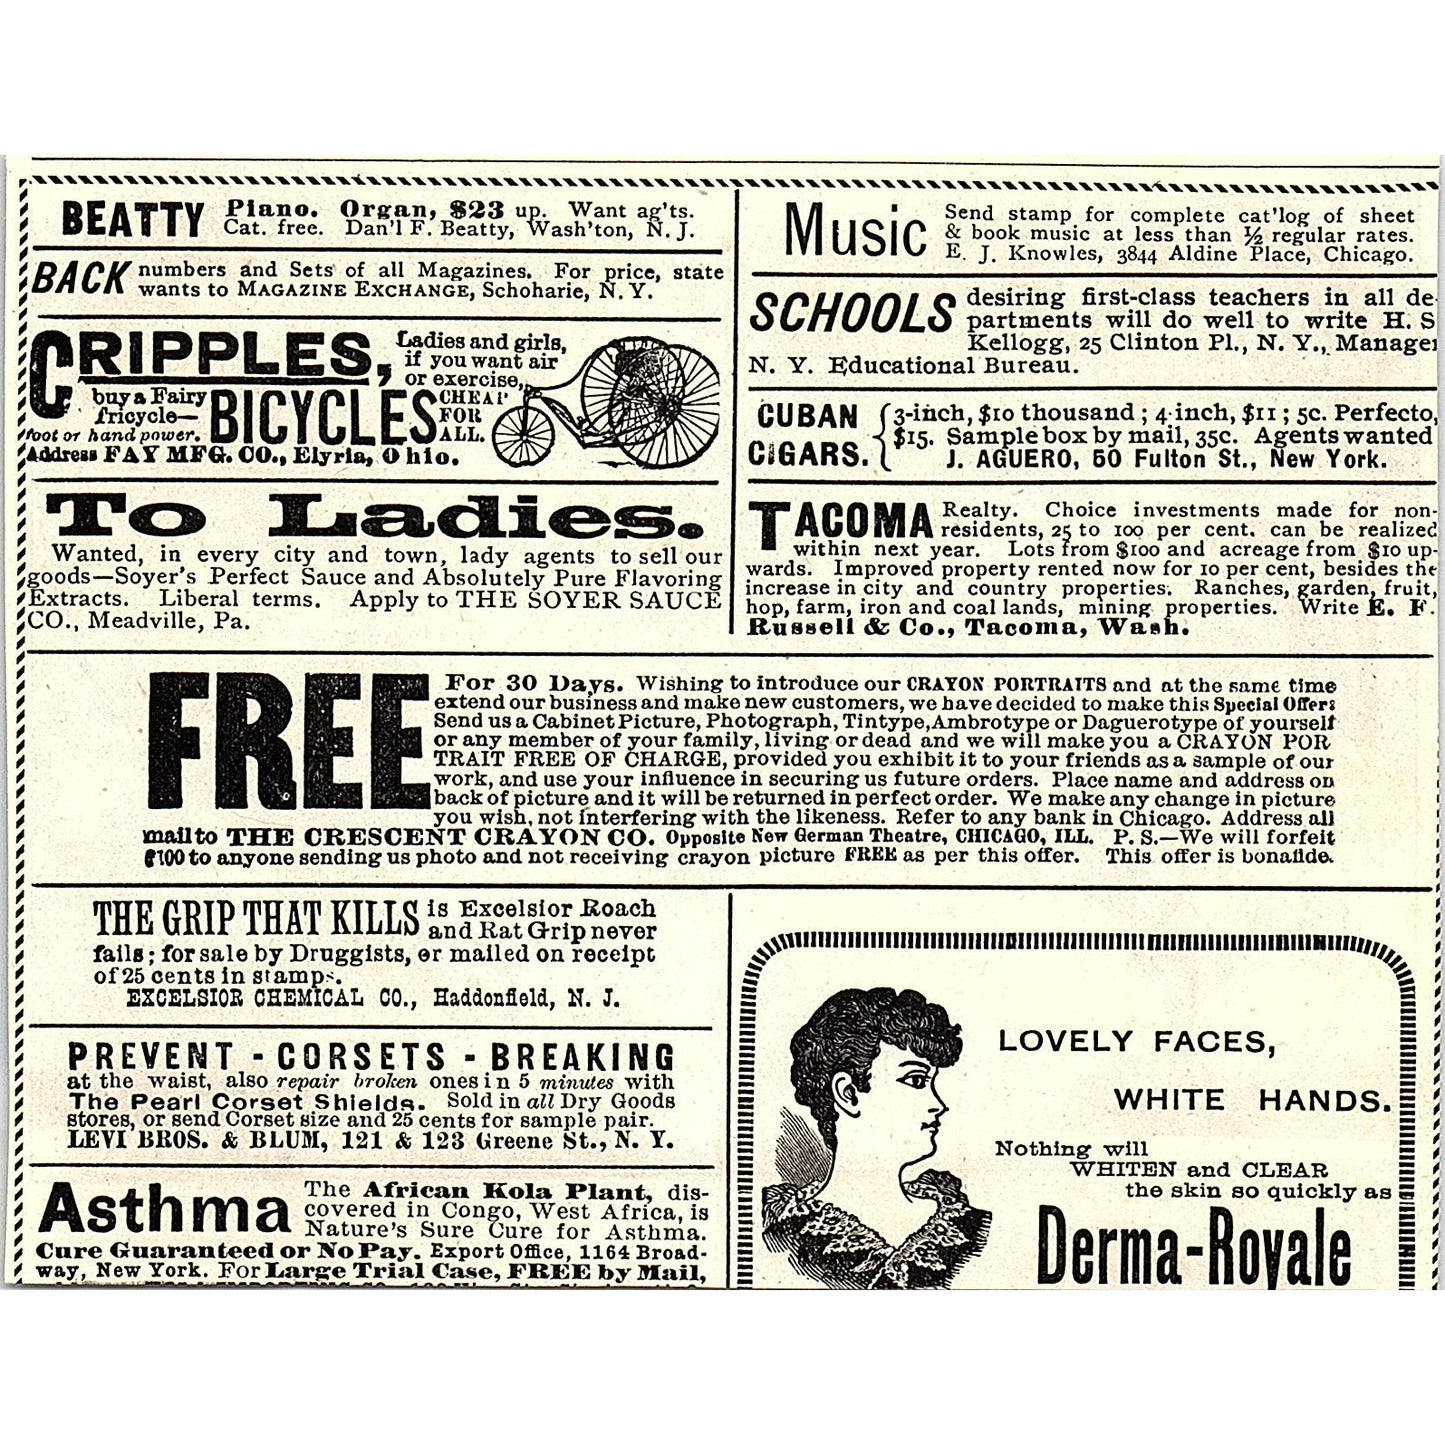 BEATTY Piano. Organ, $23 up. Want ag'ts.
Cat. free. Dan'l F. Beatty, Wash'ton, N. J.
BACK numbers and Sets of all Magazines. For price, state
wants to MAGAZINE EXCHANGE, Schoharie, N. Y.
CRIPPLES, Ladies and girls,
if you want air
or exercise,
buy a Fairy
Tricycle—
foot or hand power.
BICYCLES CHEAP
FOR
ALL.
Address FAY MFG. CO., Elyria, Ohio.
To Ladies.
Wanted, in every city and town, lady agents to sell our
goods—Soyer's Perfect Sauce and Absolutely Pure Flavoring
Extracts. Liberal terms. Apply to THE SOYER SAUCE
CO., Meadville, Pa.
Music Send stamp for complete cat'log of sheet
& book music at less than ½ regular rates.
E. J. Knowles, 3844 Aldine Place, Chicago.
SCHOOLS desiring first-class teachers in all de-
partments will do well to write H. S
Kellogg, 25 Clinton Pl., N. Y., Manager
N. Y. Educational Bureau.
CUBAN CIGARS. { 3-inch, $10 thousand; 4-inch, $11; 5c. Perfecto,
$15. Sample box by mail, 35c. Agents wanted
J. AGUERO, 50 Fulton St., New York.
TACOMA Realty. Choice investments made for non-
residents, 25 to 100 per cent. can be realized
within next year. Lots from $100 and acreage from $10 up-
wards. Improved property rented now for 10 per cent, besides the
increase in city and country properties. Ranches, garden, fruit,
hop, farm, iron and coal lands, mining properties. Write E. F.
Russell & Co., Tacoma, Wash.
FREE For 30 Days. Wishing to introduce our CRAYON PORTRAITS and at the same time
extend our business and make new customers, we have decided to make this Special Offer:
Send us a Cabinet Picture, Photograph, Tintype, Ambrotype or Daguerotype of yourself
or any member of your family, living or dead and we will make you a CRAYON POR
TRAIT FREE OF CHARGE, provided you exhibit it to your friends as a sample of our
work, and use your influence in securing us future orders. Place name and address on
back of picture and it will be returned in perfect order. We make any change in picture
you wish, not interfering with the likeness. Refer to any bank in Chicago. Address all
mail to THE CRESCENT CRAYON CO. Opposite New German Theatre, CHICAGO, ILL. P. S.—We will forfeit
$100 to anyone sending us photo and not receiving crayon picture FREE as per this offer. This offer is bonafide.
THE GRIP THAT KILLS is Excelsior Roach
and Rat Grip never
fails; for sale by Druggists, or mailed on receipt
of 25 cents in stamps.
EXCELSIOR CHEMICAL CO., Haddonfield, N. J.
PREVENT - CORSETS - BREAKING
at the waist, also repair broken ones in 5 minutes with
The Pearl Corset Shields. Sold in all Dry Goods
stores, or send Corset size and 25 cents for sample pair.
LEVI BROS. & BLUM, 121 & 123 Greene St., N. Y.
Asthma The African Kola Plant, dis-
covered in Congo, West Africa, is
Nature's Sure Cure for Asthma.
Cure Guaranteed or No Pay. Export Office, 1164 Broad-
way, New York. For Large Trial Case, FREE by Mail,
LOVELY FACES,
WHITE HANDS.
Nothing will
WHITEN and CLEAR
the skin so quickly as
Derma-Royale